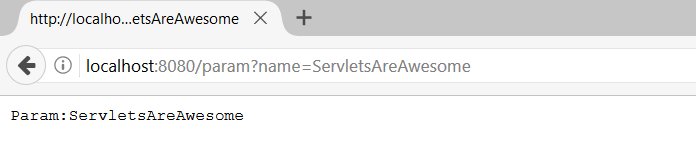 http://localho...etsAreAwesome
localhost:8080/param?name=ServletsAreAwesome
Param:ServletsAreAwesome